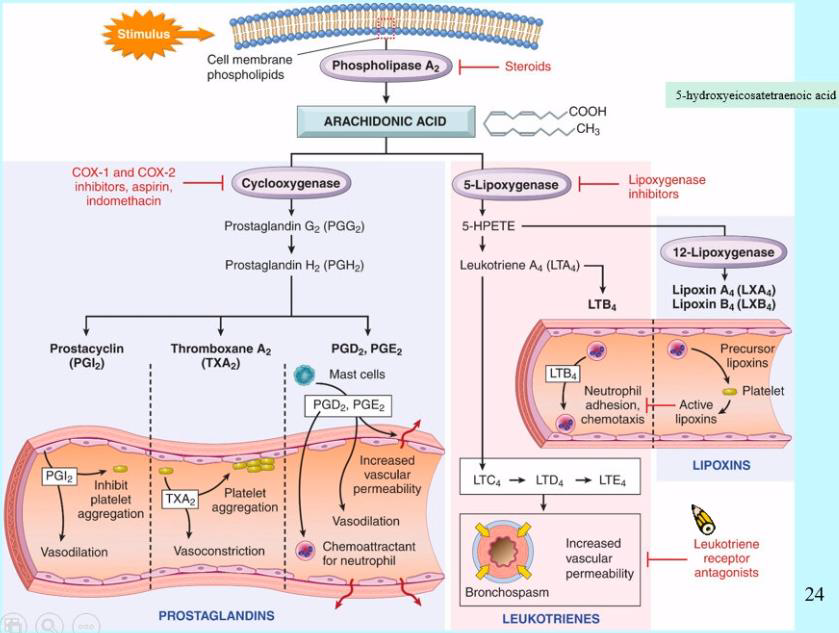 Stimulus
Cell membrane
phospholipids
Phospholipase A₂
Steroids
5-hydroxyeicosatetraenoic acid
ARACHIDONIC ACID
COOH
CH₃
COX-1 and COX-2
inhibitors, aspirin,
indomethacin
Cyclooxygenase
5-Lipoxygenase
Lipoxygenase
inhibitors
Prostaglandin G₂ (PGG₂)
5-HPETE
Prostaglandin H₂ (PGH₂)
Leukotriene A₄ (LTA₄)
12-Lipoxygenase
Lipoxin A₄ (LXA₄)
Lipoxin B₄ (LXB₄)
LTB₄
Prostacyclin
(PGI₂)
Thromboxane A₂
(TXA₂)
PGD₂, PGE₂
Mast cells
PGD₂, PGE₂
PGI₂
Inhibit
platelet
aggregation
Vasodilation
TXA₂
Platelet
aggregation
Vasoconstriction
Increased
vascular
permeability
Vasodilation
Chemoattractant
for neutrophil
PROSTAGLANDINS
LTB₄
Neutrophil
adhesion,
chemotaxis
Precursor
lipoxins
Platelet
Active
lipoxins
LIPOXINS
LTC₄
LTD₄
LTE₄
Bronchospasm
Increased
vascular
permeability
Leukotriene
receptor
antagonists
LEUKOTRIENES
24